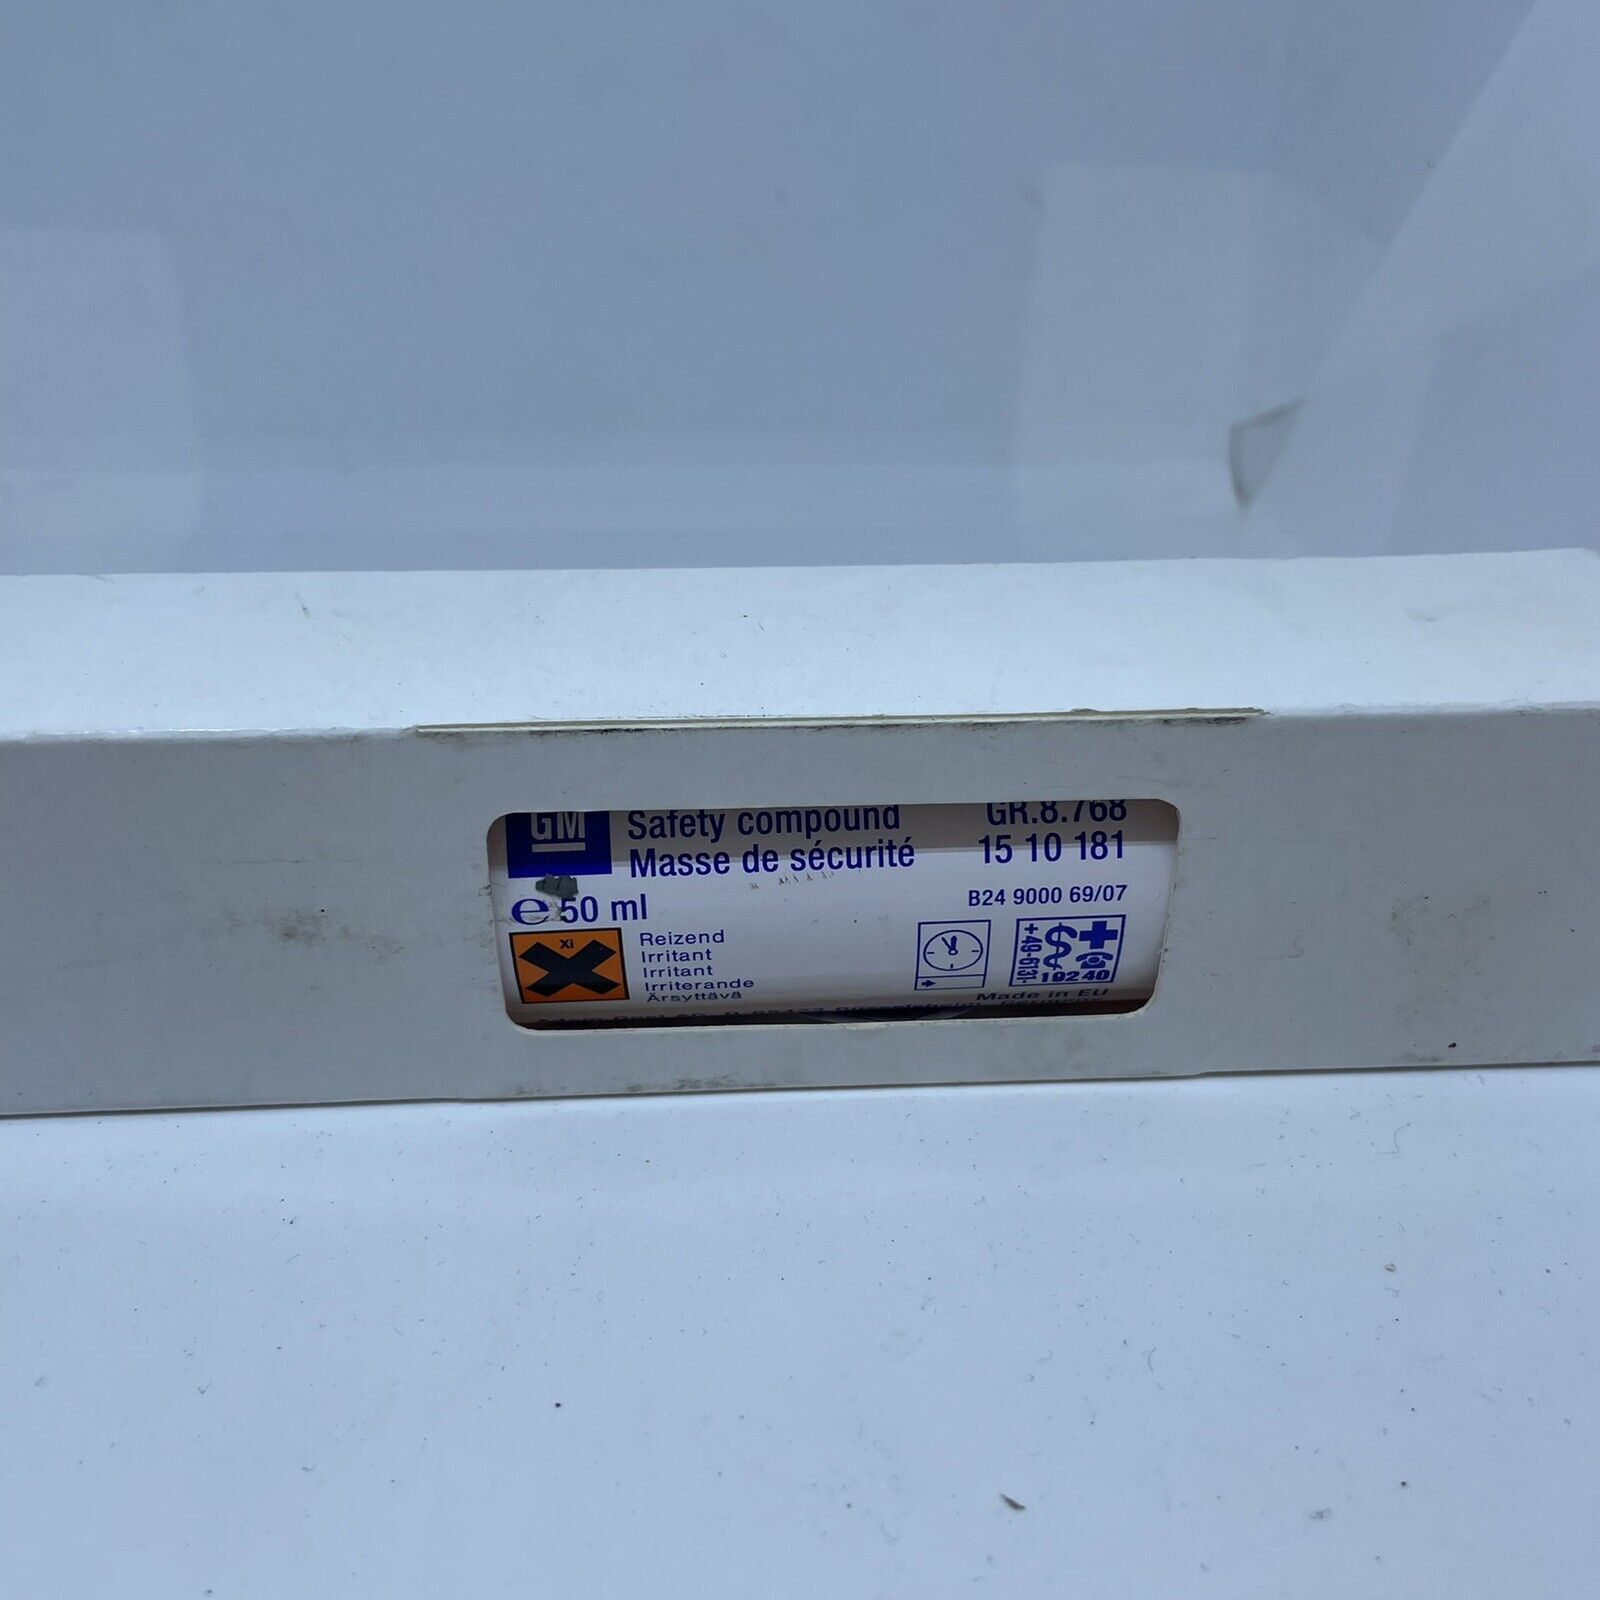 GM
Safety compound
GR.8.768
Masse de sécurité
15 10 181
℮ 50 ml
B24 9000 69/07
Xi
Reizend
Irritant
Irritant
Irriterande
Ärsyttävä
+49-6131-
19240
Made in EU